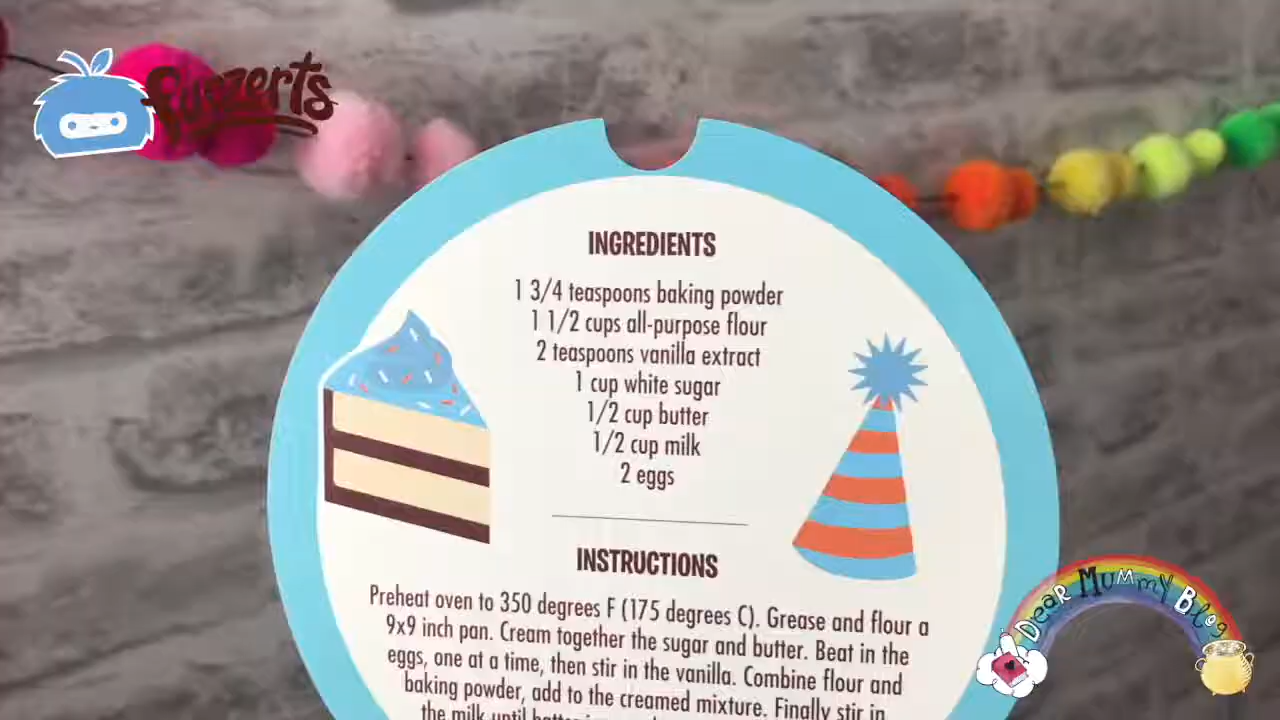 fuzzerts
INGREDIENTS
1 3/4 teaspoons baking powder
1 1/2 cups all-purpose flour
2 teaspoons vanilla extract
1 cup white sugar
1/2 cup butter
1/2 cup milk
2 eggs
INSTRUCTIONS
Preheat oven to 350 degrees F (175 degrees C). Grease and flour a
9x9 inch pan. Cream together the sugar and butter. Beat in the
eggs, one at a time, then stir in the vanilla. Combine flour and
baking powder, add to the creamed mixture. Finally stir in
the milk until
DEAR MUMMY BLOG